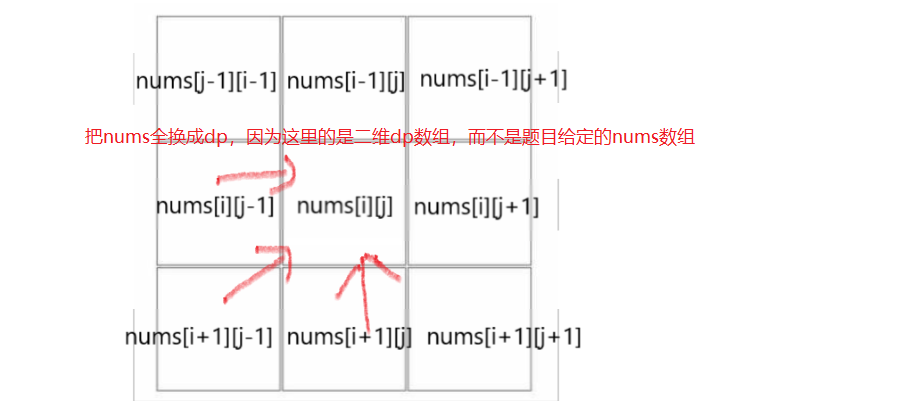 nums[j-1][i-1] nums[i-1][j] nums[i-1][j+1]
把nums全换成dp，因为这里的是二维dp数组，而不是题目给定的nums数组
nums[i][j-1] nums[i][j] nums[i][j+1]
nums[i+1][j-1] nums[i+1][j] nums[i+1][j+1]